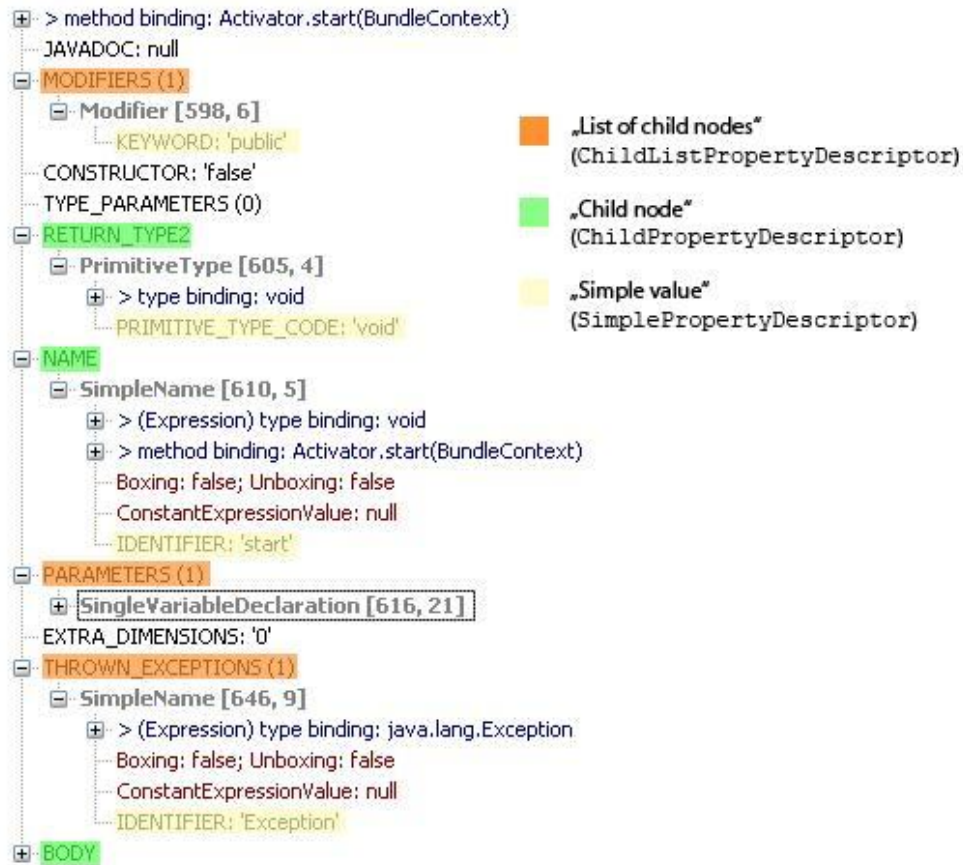 > method binding: Activator.start(BundleContext)
JAVADOC: null
MODIFIERS (1)
Modifier [598, 6]
KEYWORD: 'public'
CONSTRUCTOR: 'false'
TYPE_PARAMETERS (0)
RETURN_TYPE2
PrimitiveType [605, 4]
> type binding: void
PRIMITIVE_TYPE_CODE: 'void'
NAME
SimpleName [610, 5]
> (Expression) type binding: void
> method binding: Activator.start(BundleContext)
Boxing: false; Unboxing: false
ConstantExpressionValue: null
IDENTIFIER: 'start'
PARAMETERS (1)
SingleVariableDeclaration [616, 21]
EXTRA_DIMENSIONS: '0'
THROWN_EXCEPTIONS (1)
SimpleName [646, 9]
> (Expression) type binding: java.lang.Exception
Boxing: false; Unboxing: false
ConstantExpressionValue: null
IDENTIFIER: 'Exception'
BODY
„List of child nodes“
(ChildListPropertyDescriptor)
„Child node“
(ChildPropertyDescriptor)
„Simple value“
(SimplePropertyDescriptor)